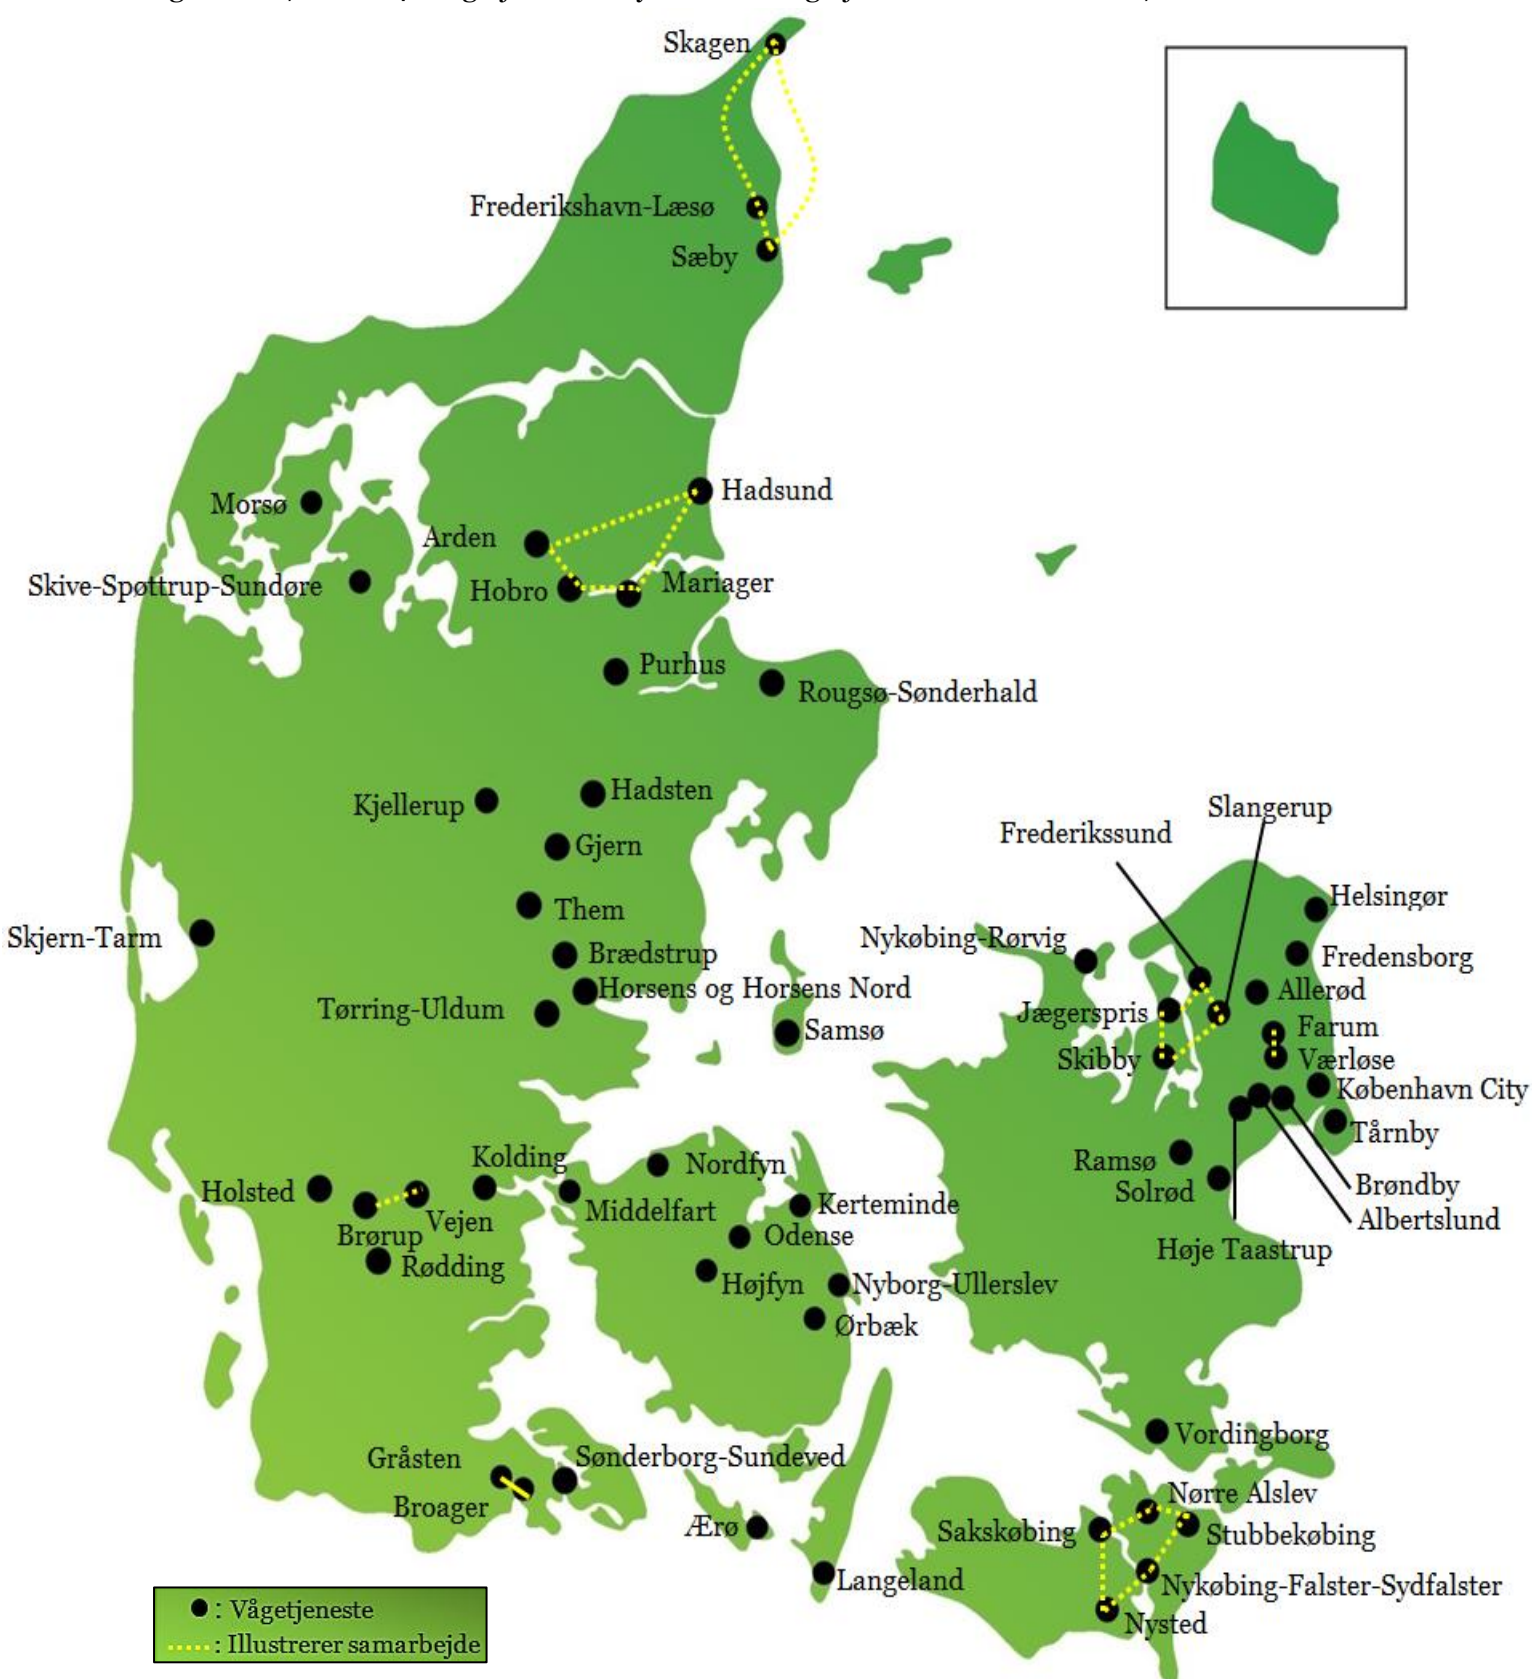 Skagen
Frederikshavn-Læsø
Sæby
Hadsund
Morsø
Arden
Skive-Spøttrup-Sundøre
Hobro
Mariager
Purhus
Rougsø-Sønderhald
Kjellerup
Hadsten
Slangerup
Frederikssund
Gjern
Helsingør
Them
Skjern-Tarm
Nykøbing-Rørvig
Brædstrup
Fredensborg
Horsens og Horsens Nord
Allerød
Tørring-Uldum
Jægerspris
Samsø
Farum
Skibby
Værløse
København City
Tårnby
Kolding
Nordfyn
Ramsø
Holsted
Solrød
Brøndby
Middelfart
Kerteminde
Vejen
Albertslund
Brørup
Odense
Høje Taastrup
Rødding
Højfyn
Nyborg-Ullerslev
Ørbæk
Vordingborg
Gråsten
Sønderborg-Sundeved
Nørre Alslev
Broager
Ærø
Sakskøbing
Stubbekøbing
Langeland
Nykøbing-Falster-Sydfalster
Nysted
: Vågetjeneste
: Illustrerer samarbejde